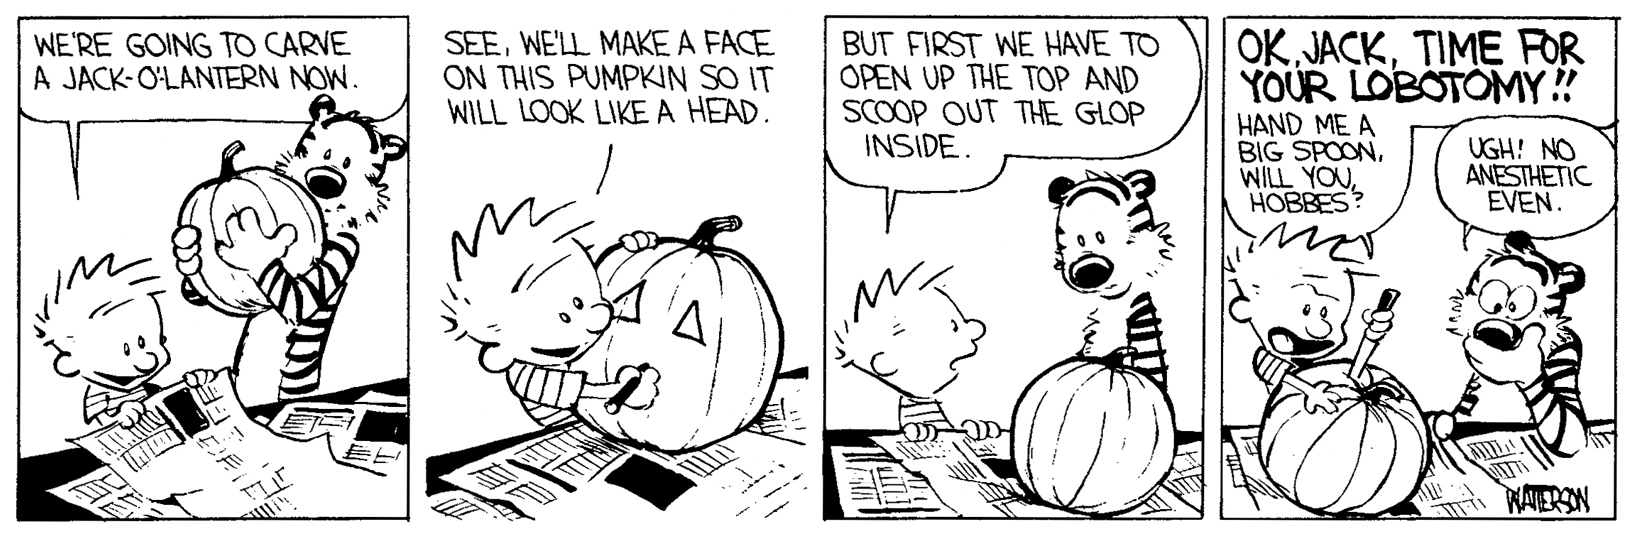 WE'RE GOING TO CARVE
A JACK-O'-LANTERN NOW.
SEE, WE'LL MAKE A FACE
ON THIS PUMPKIN SO IT
WILL LOOK LIKE A HEAD.
BUT FIRST WE HAVE TO
OPEN UP THE TOP AND
SCOOP OUT THE GLOP
INSIDE.
OK, JACK, TIME FOR
YOUR LOBOTOMY!!
HAND ME A
BIG SPOON,
WILL YOU,
HOBBES?
UGH! NO
ANESTHETIC
EVEN.
WATTERSON